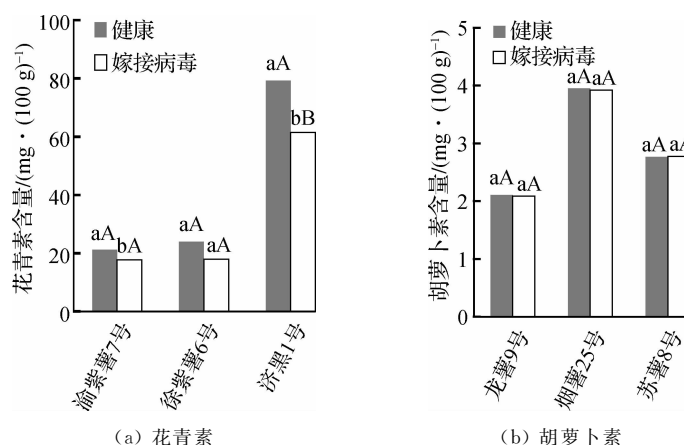 100
80
60
40
20
0
花青素含量/(mg·(100 g)⁻¹)
健康
嫁接病毒
aA
bA
aA
aA
aA
bB
渝紫薯7号
徐紫薯6号
济黑1号
(a) 花青素
5
4
3
2
1
0
胡萝卜素含量/(mg·(100 g)⁻¹)
健康
嫁接病毒
aA
aA
aA
aA
aA
aA
龙薯9号
烟薯25号
苏薯8号
(b) 胡萝卜素